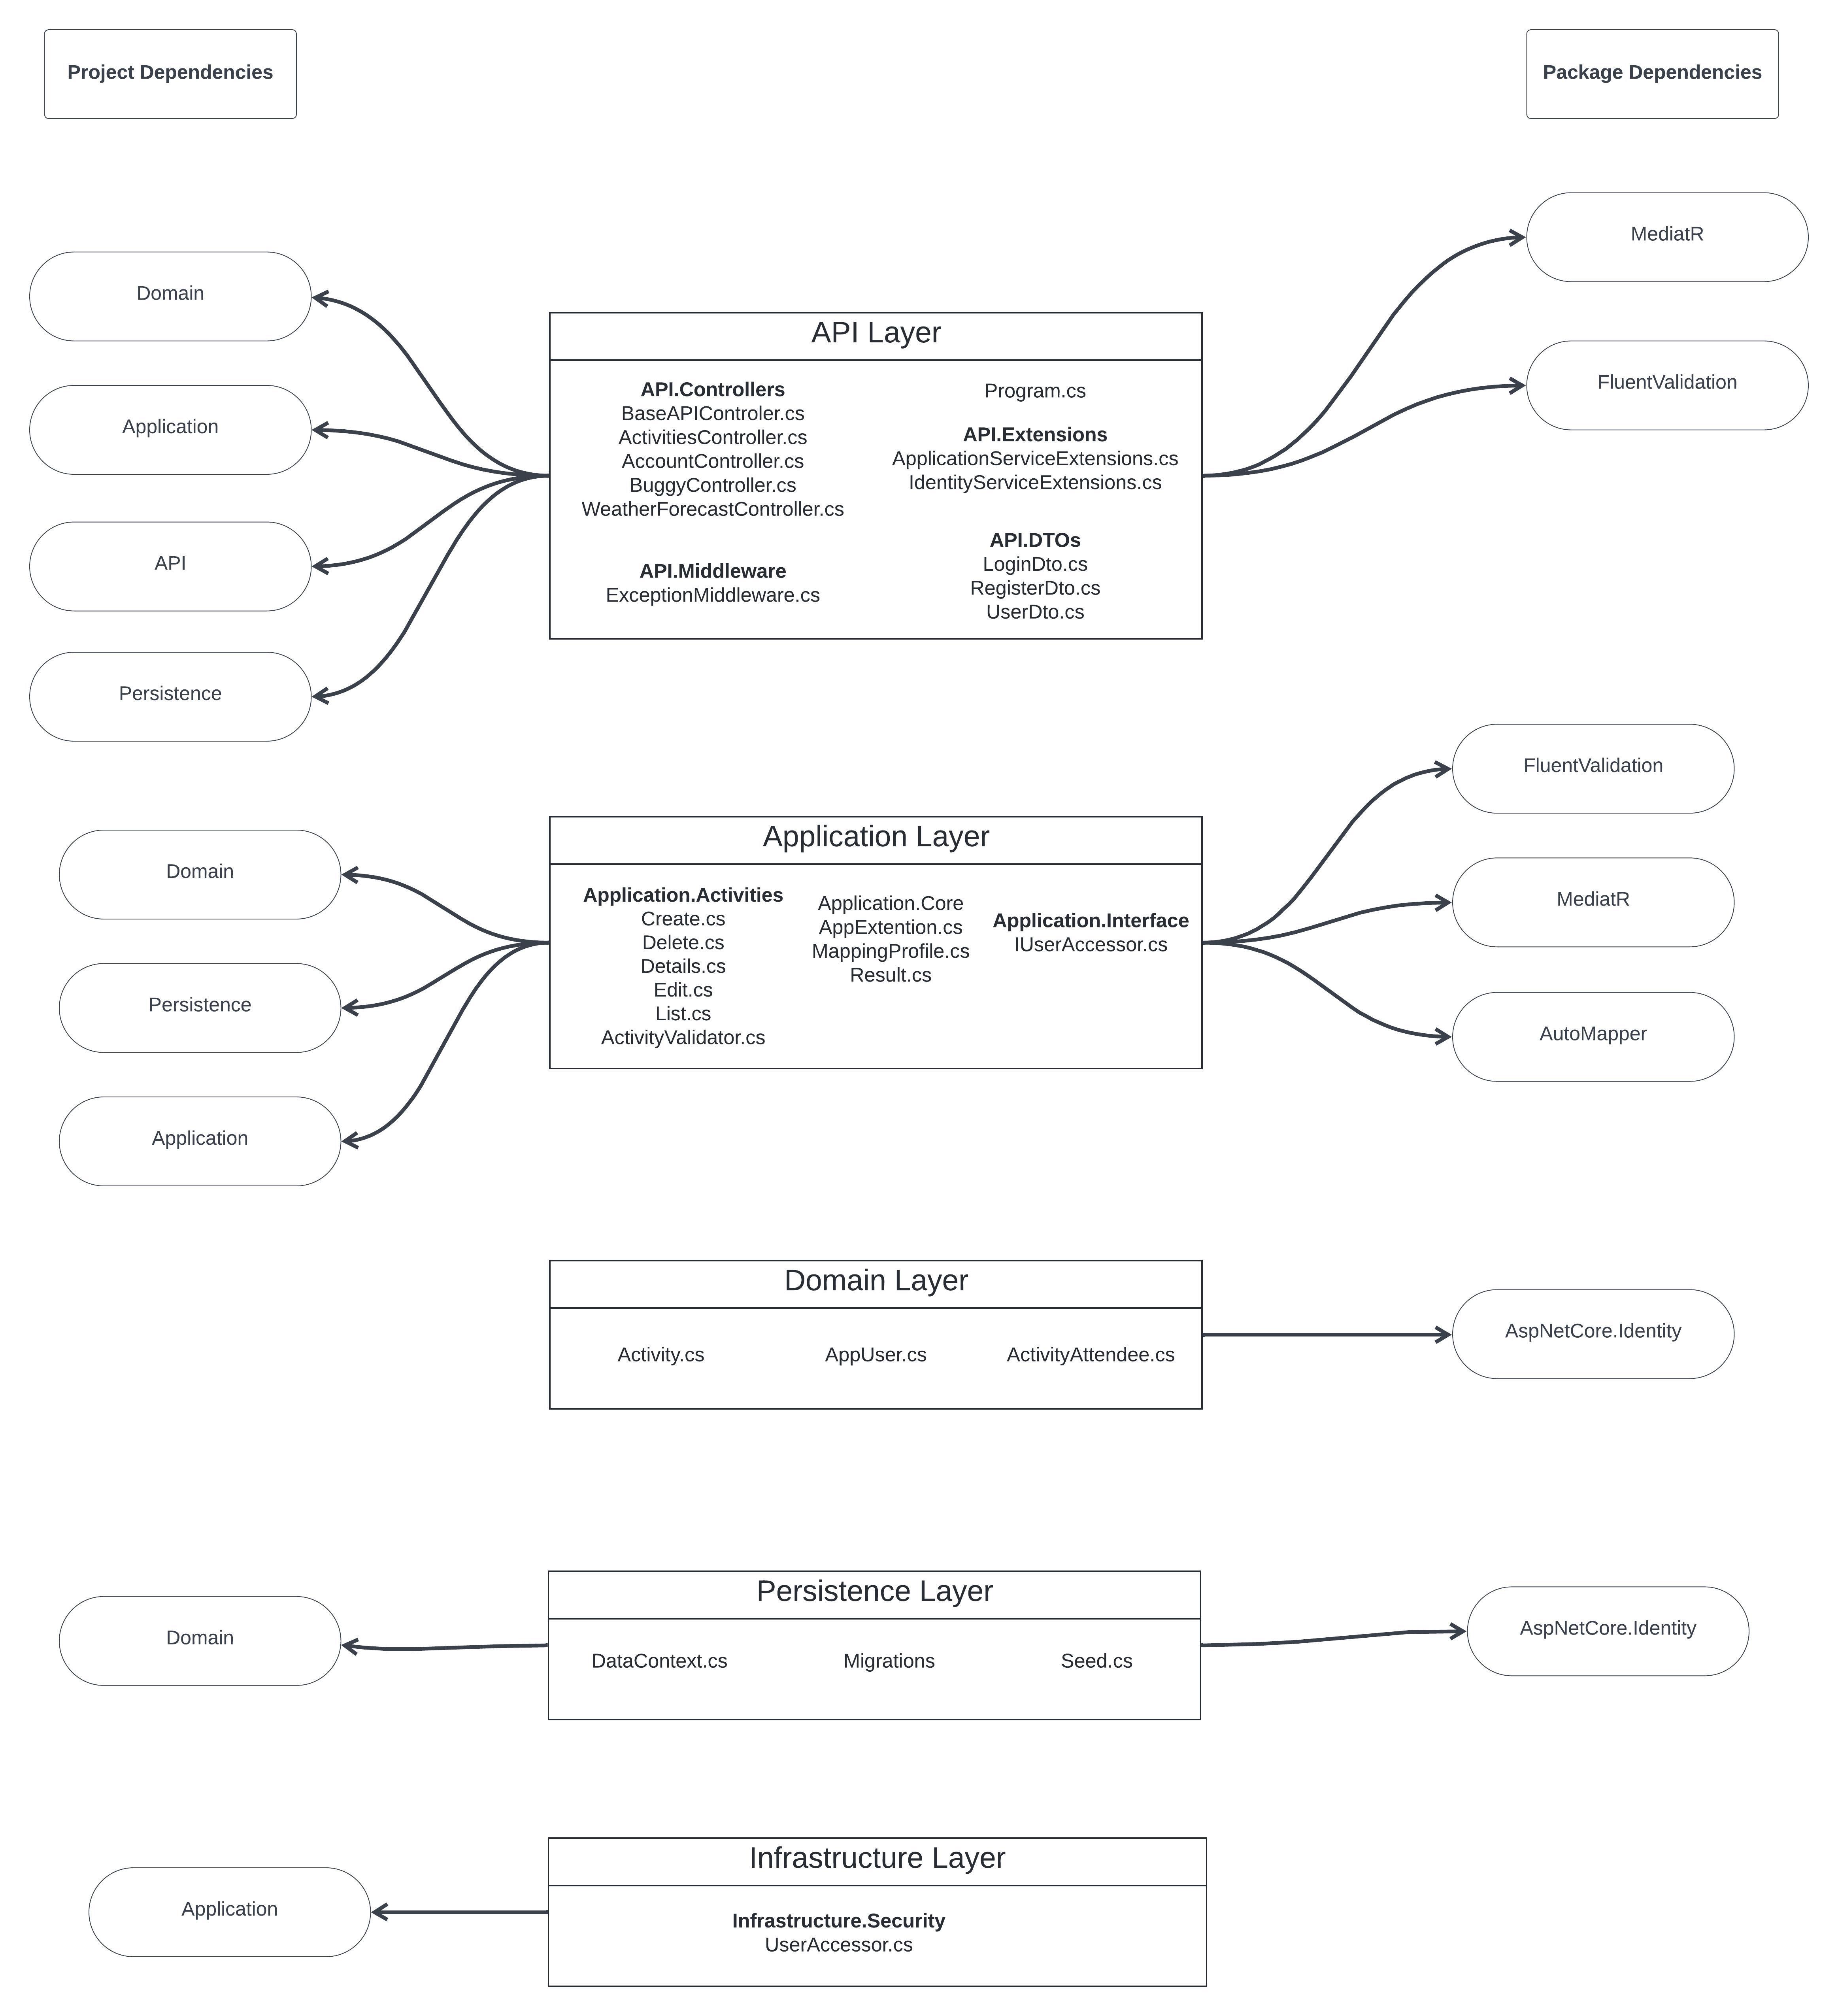 Project Dependencies
Package Dependencies
Domain
Application
API
Persistence
API Layer
API.Controllers
BaseAPIControler.cs
ActivitiesController.cs
AccountController.cs
BuggyController.cs
WeatherForecastController.cs
API.Middleware
ExceptionMiddleware.cs
Program.cs
API.Extensions
ApplicationServiceExtensions.cs
IdentityServiceExtensions.cs
API.DTOs
LoginDto.cs
RegisterDto.cs
UserDto.cs
MediatR
FluentValidation
Domain
Persistence
Application
Application Layer
Application.Activities
Create.cs
Delete.cs
Details.cs
Edit.cs
List.cs
ActivityValidator.cs
Application.Core
AppExtention.cs
MappingProfile.cs
Result.cs
Application.Interface
IUserAccessor.cs
FluentValidation
MediatR
AutoMapper
Domain Layer
Activity.cs
AppUser.cs
ActivityAttendee.cs
AspNetCore.Identity
Domain
Persistence Layer
DataContext.cs
Migrations
Seed.cs
AspNetCore.Identity
Application
Infrastructure Layer
Infrastructure.Security
UserAccessor.cs